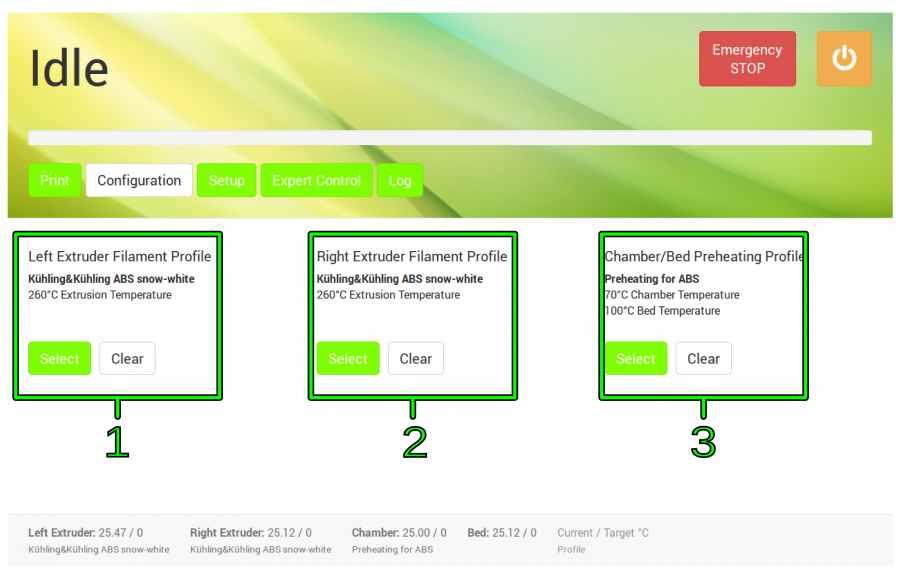 Idle
Emergency
STOP
Print Configuration Setup Expert Control Log
Left Extruder Filament Profile
Kühling&Kühling ABS snow-white
260°C Extrusion Temperature
Select Clear
1
Right Extruder Filament Profile
Kühling&Kühling ABS snow-white
260°C Extrusion Temperature
Select Clear
2
Chamber/Bed Preheating Profile
Preheating for ABS
70°C Chamber Temperature
100°C Bed Temperature
Select Clear
3
Left Extruder: 25.47 / 0 Right Extruder: 25.12 / 0 Chamber: 25.00 / 0 Bed: 25.12 / 0 Current / Target °C
Kühling&Kühling ABS snow-white Kühling&Kühling ABS snow-white Preheating for ABS Profile